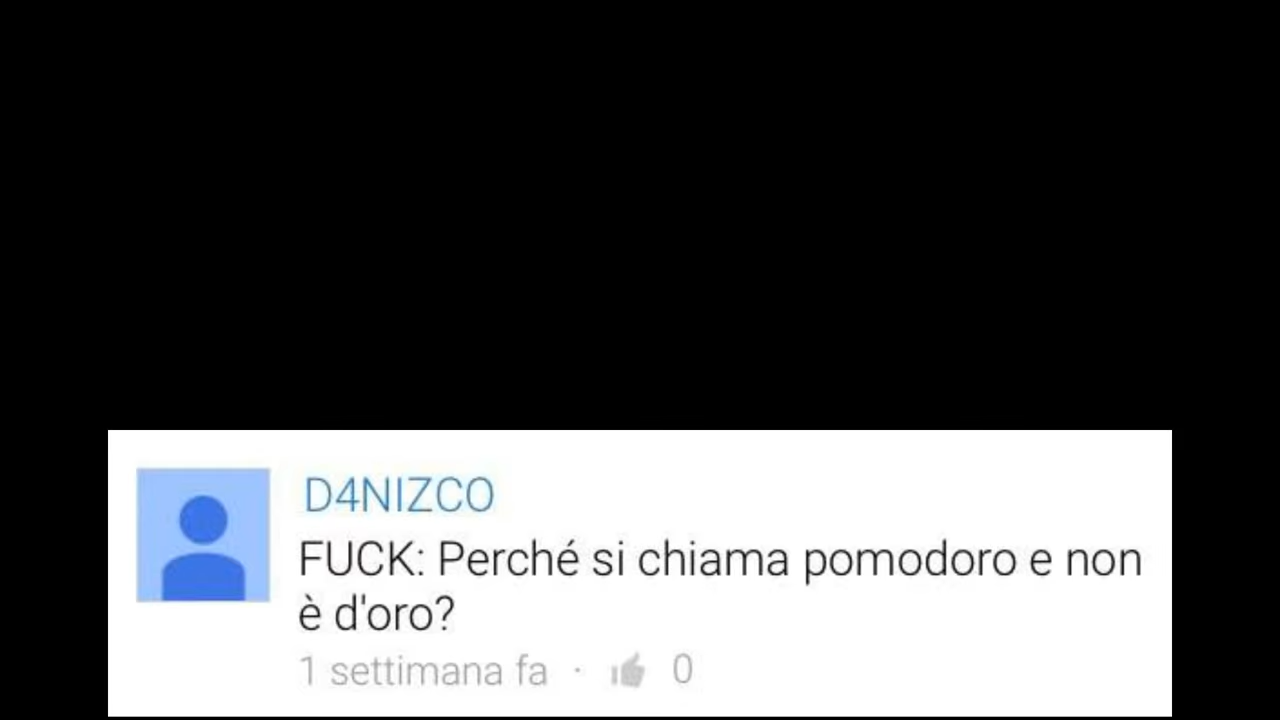 D4NIZCO
FUCK: Perché si chiama pomodoro e non
è d'oro?
1 settimana fa · 0